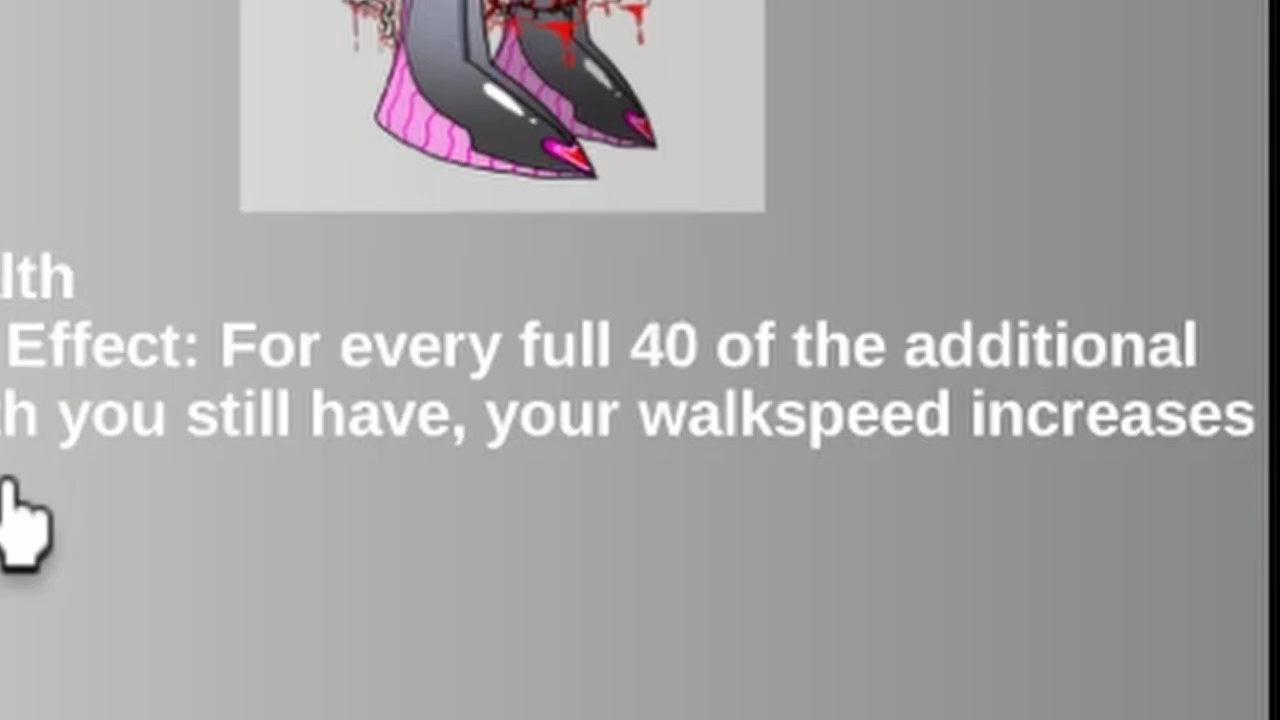 lth
Effect: For every full 40 of the additional
h you still have, your walkspeed increases